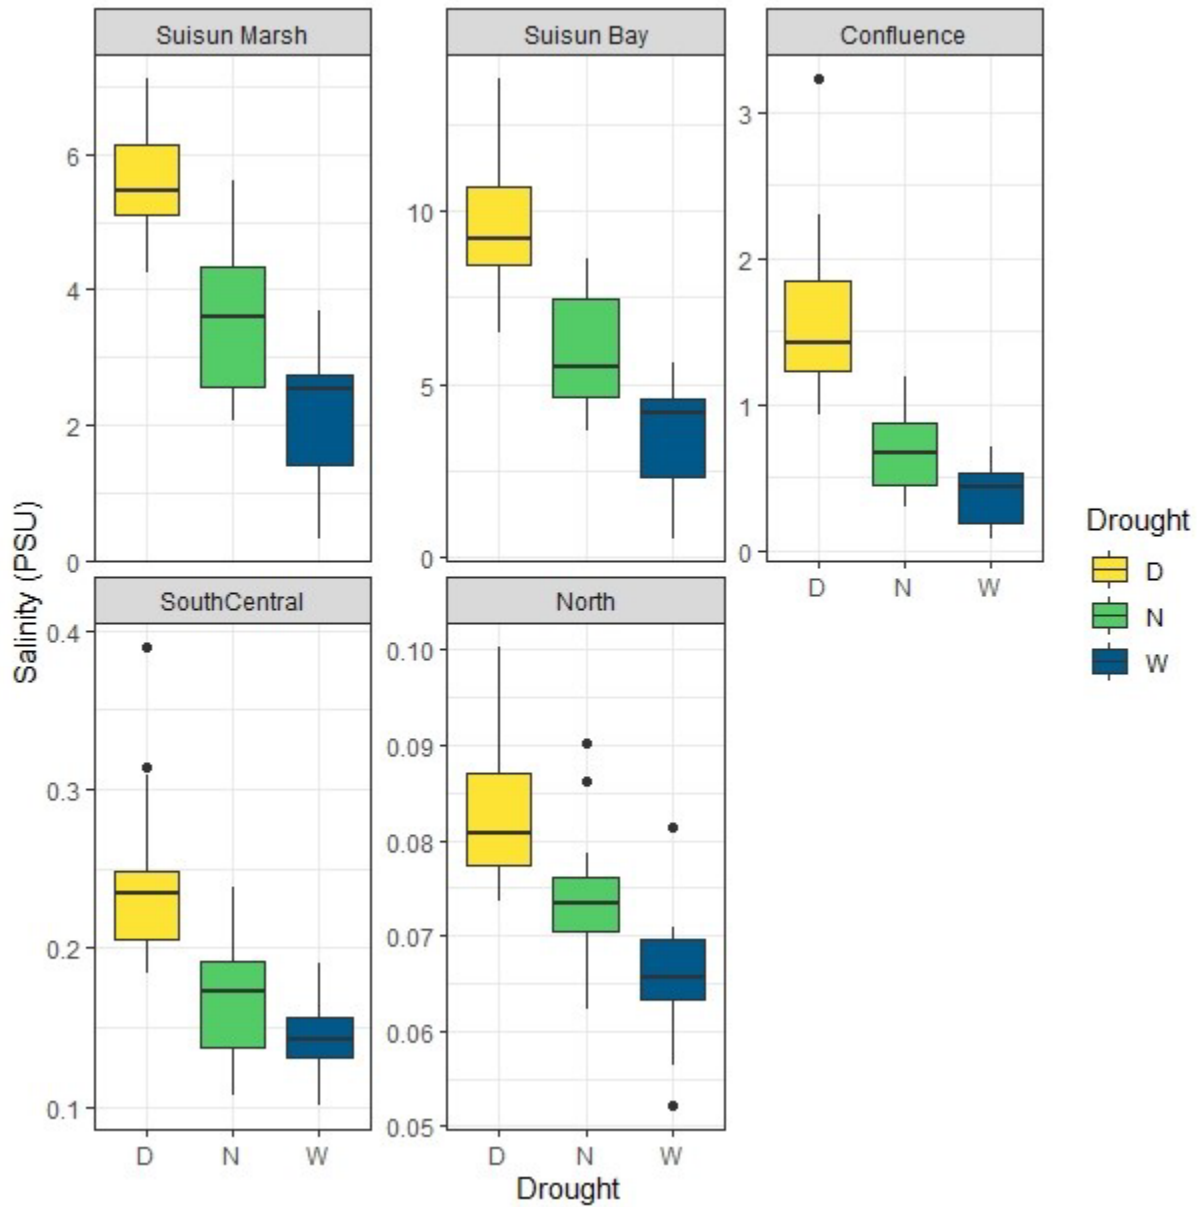 Suisun Marsh
Suisun Bay
Confluence
6
4
2
0
10
5
0
3
2
1
0
D N W
SouthCentral
North
0.4
0.3
0.2
0.1
0.10
0.09
0.08
0.07
0.06
0.05
D N W
D N W
Drought
Salinity (PSU)
Drought
D
N
W